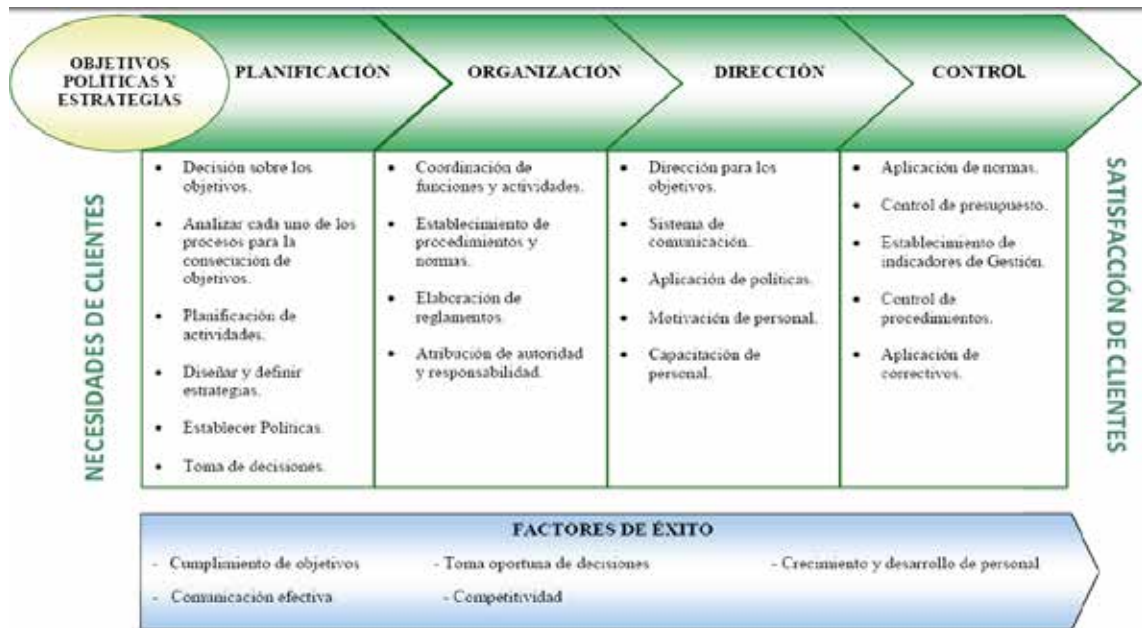 OBJETIVOS
POLÍTICAS Y
ESTRATEGIAS
PLANIFICACIÓN
ORGANIZACIÓN
DIRECCIÓN
CONTROL
NECESIDADES DE CLIENTES
• Decisión sobre los
objetivos.
• Analizar cada uno de los
procesos para la
consecución de
objetivos.
• Planificación de
actividades.
• Diseñar y definir
estrategias.
• Establecer Políticas.
• Toma de decisiones.
• Coordinación de
funciones y actividades.
• Establecimiento de
procedimientos y
normas.
• Elaboración de
reglamentos.
• Atribución de autoridad
y responsabilidad.
• Dirección para los
objetivos.
• Sistema de
comunicación.
• Aplicación de políticas.
• Motivación de personal.
• Capacitación de
personal.
• Aplicación de normas.
• Control de presupuesto.
• Establecimiento de
indicadores de Gestión.
• Control de
procedimientos.
• Aplicación de
correctivos.
SATISFACCIÓN DE CLIENTES
FACTORES DE ÉXITO
- Cumplimiento de objetivos
- Toma oportuna de decisiones
- Crecimiento y desarrollo de personal
- Comunicación efectiva
- Competitividad